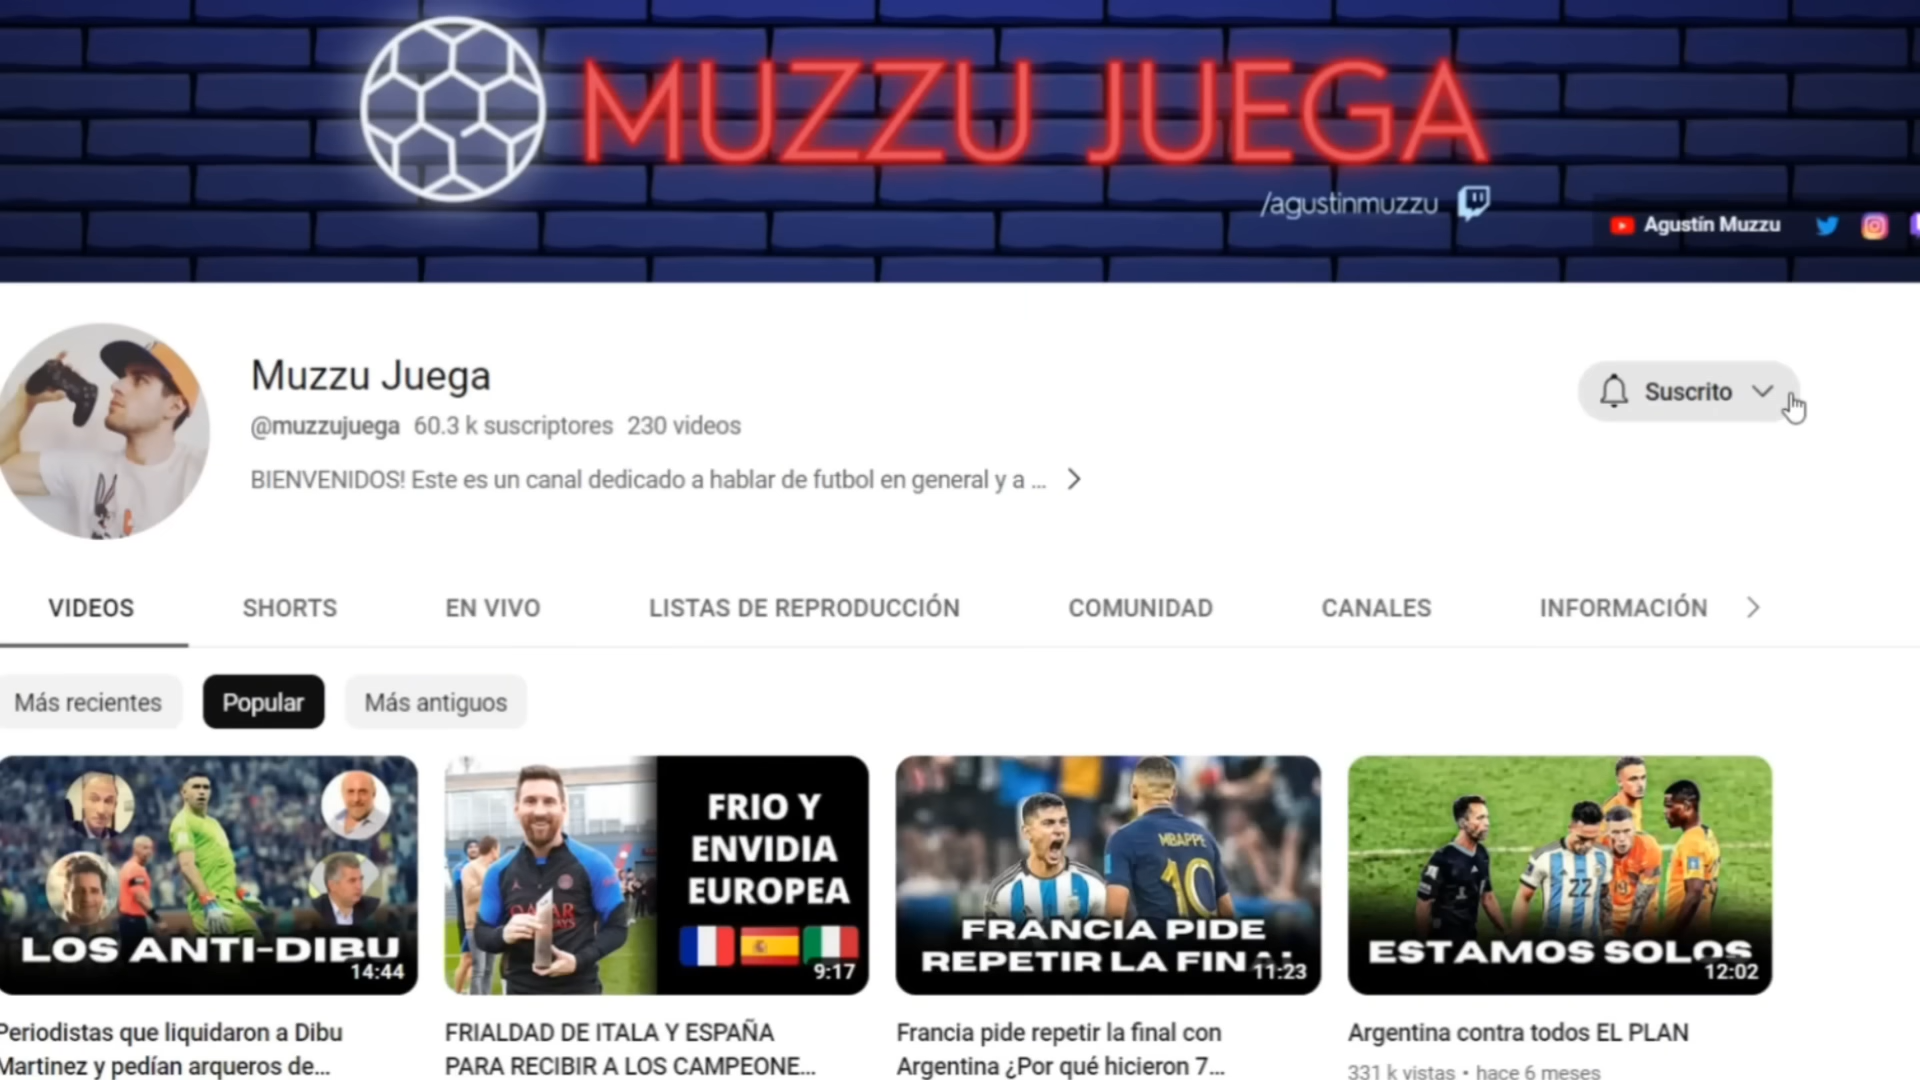 MUZZU JUEGA
/agustinmuzzu
Agustín Muzzu
Muzzu Juega
@muzzujuega 60.3 k suscriptores 230 videos
BIENVENIDOS! Este es un canal dedicado a hablar de futbol en general y a ...
Suscrito
VIDEOS SHORTS EN VIVO LISTAS DE REPRODUCCIÓN COMUNIDAD CANALES INFORMACIÓN
Más recientes Popular Más antiguos
LOS ANTI-DIBU
14:44
FRIO Y
ENVIDIA
EUROPEA
9:17
MBAPPE
10
FRANCIA PIDE
REPETIR LA FINAL
11:23
22
ESTAMOS SOLOS
12:02
Periodistas que liquidaron a Dibu
Martinez y pedían arqueros de...
FRIALDAD DE ITALA Y ESPAÑA
PARA RECIBIR A LOS CAMPEONE...
Francia pide repetir la final con
Argentina ¿Por qué hicieron 7...
Argentina contra todos EL PLAN
331 k vistas • hace 6 meses